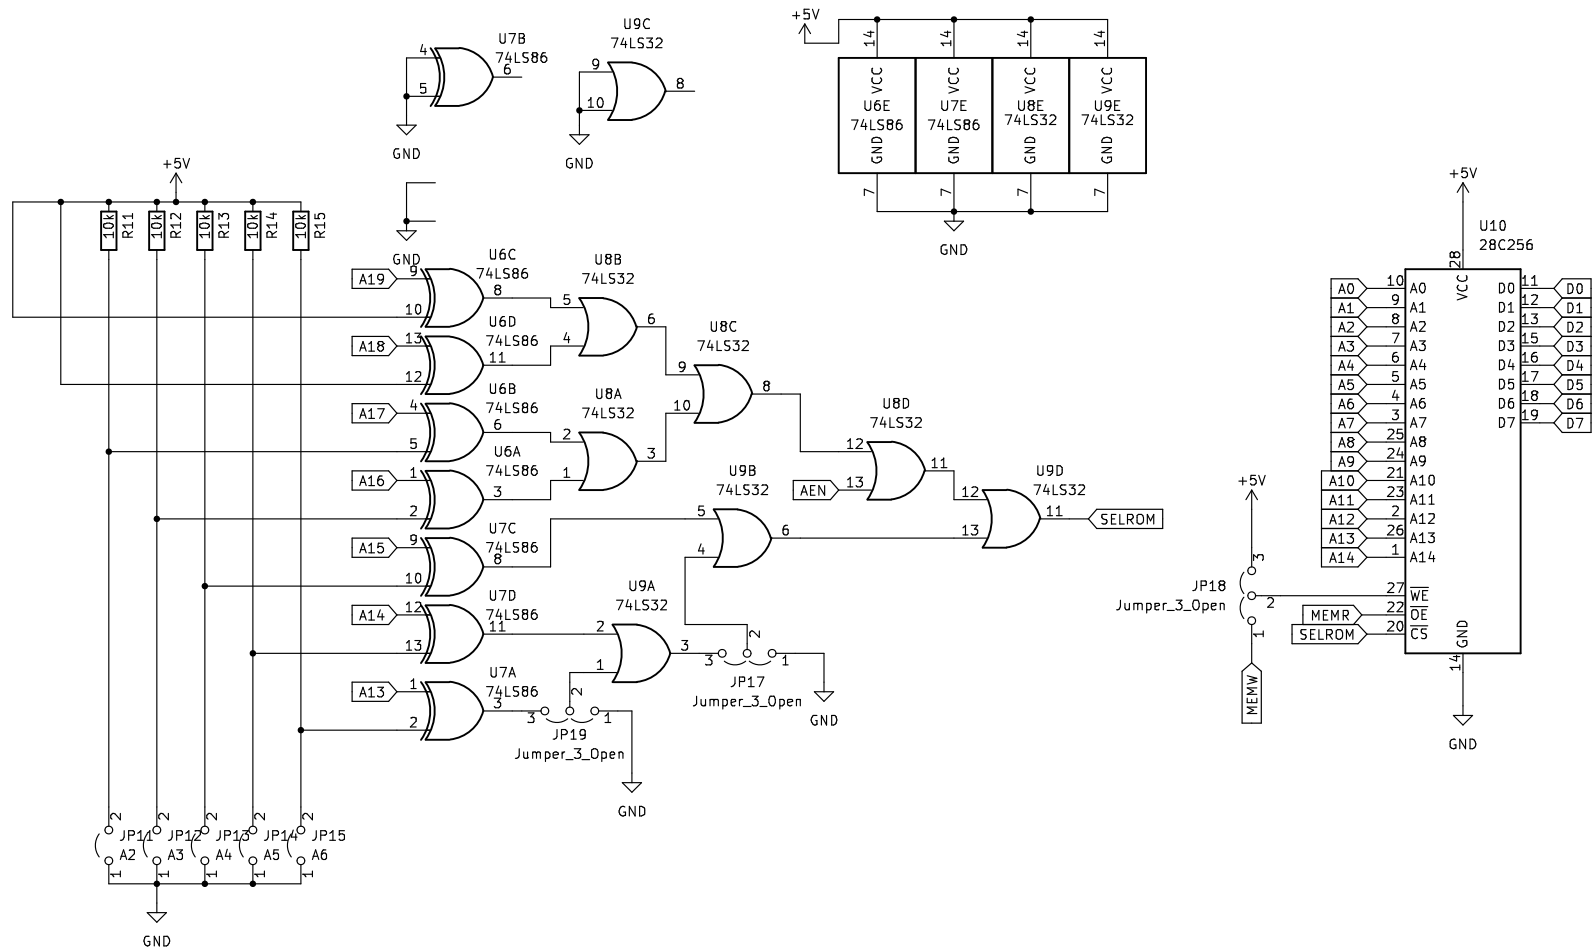 +5V
U9C
74LS32
U7B
74LS86
4
5
6
9
10
8
GND
GND
14
14
14
14
VCC
VCC
VCC
VCC
U6E
74LS86
U7E
74LS86
U8E
74LS32
U9E
74LS32
GND
GND
GND
GND
7
7
7
7
GND
+5V
10k
R11
10k
R12
10k
R13
10k
R14
10k
R15
GND
A19
9
10
8
U6C
74LS86
A18
13
12
11
U6D
74LS86
A17
4
5
6
U6B
74LS86
A16
1
2
3
U6A
74LS86
A15
9
10
8
U7C
74LS86
A14
12
13
11
U7D
74LS86
A13
1
2
3
U7A
74LS86
U8B
74LS32
5
4
6
U8A
74LS32
2
1
3
U8C
74LS32
9
10
8
U8D
74LS32
12
13
11
AEN
U9B
74LS32
5
4
6
U9D
74LS32
12
13
11
SELROM
U9A
74LS32
2
1
3
3
2
1
JP17
Jumper_3_Open
GND
3
2
1
JP19
Jumper_3_Open
GND
2
JP11
A2
1
2
JP12
A3
1
2
JP13
A4
1
2
JP14
A5
1
2
JP15
A6
1
GND
+5V
U10
28C256
28
VCC
A0 10 A0
A1 9 A1
A2 8 A2
A3 7 A3
A4 6 A4
A5 5 A5
A6 4 A6
A7 3 A7
A8 25 A8
A9 24 A9
A10 21 A10
A11 23 A11
A12 2 A12
A13 26 A13
A14 1 A14
D0 11 D0
D1 12 D1
D2 13 D2
D3 15 D3
D4 16 D4
D5 17 D5
D6 18 D6
D7 19 D7
27 WE
MEMR 22 OE
SELROM 20 CS
GND
14
GND
+5V
3
JP18
Jumper_3_Open
2
1
MEMW